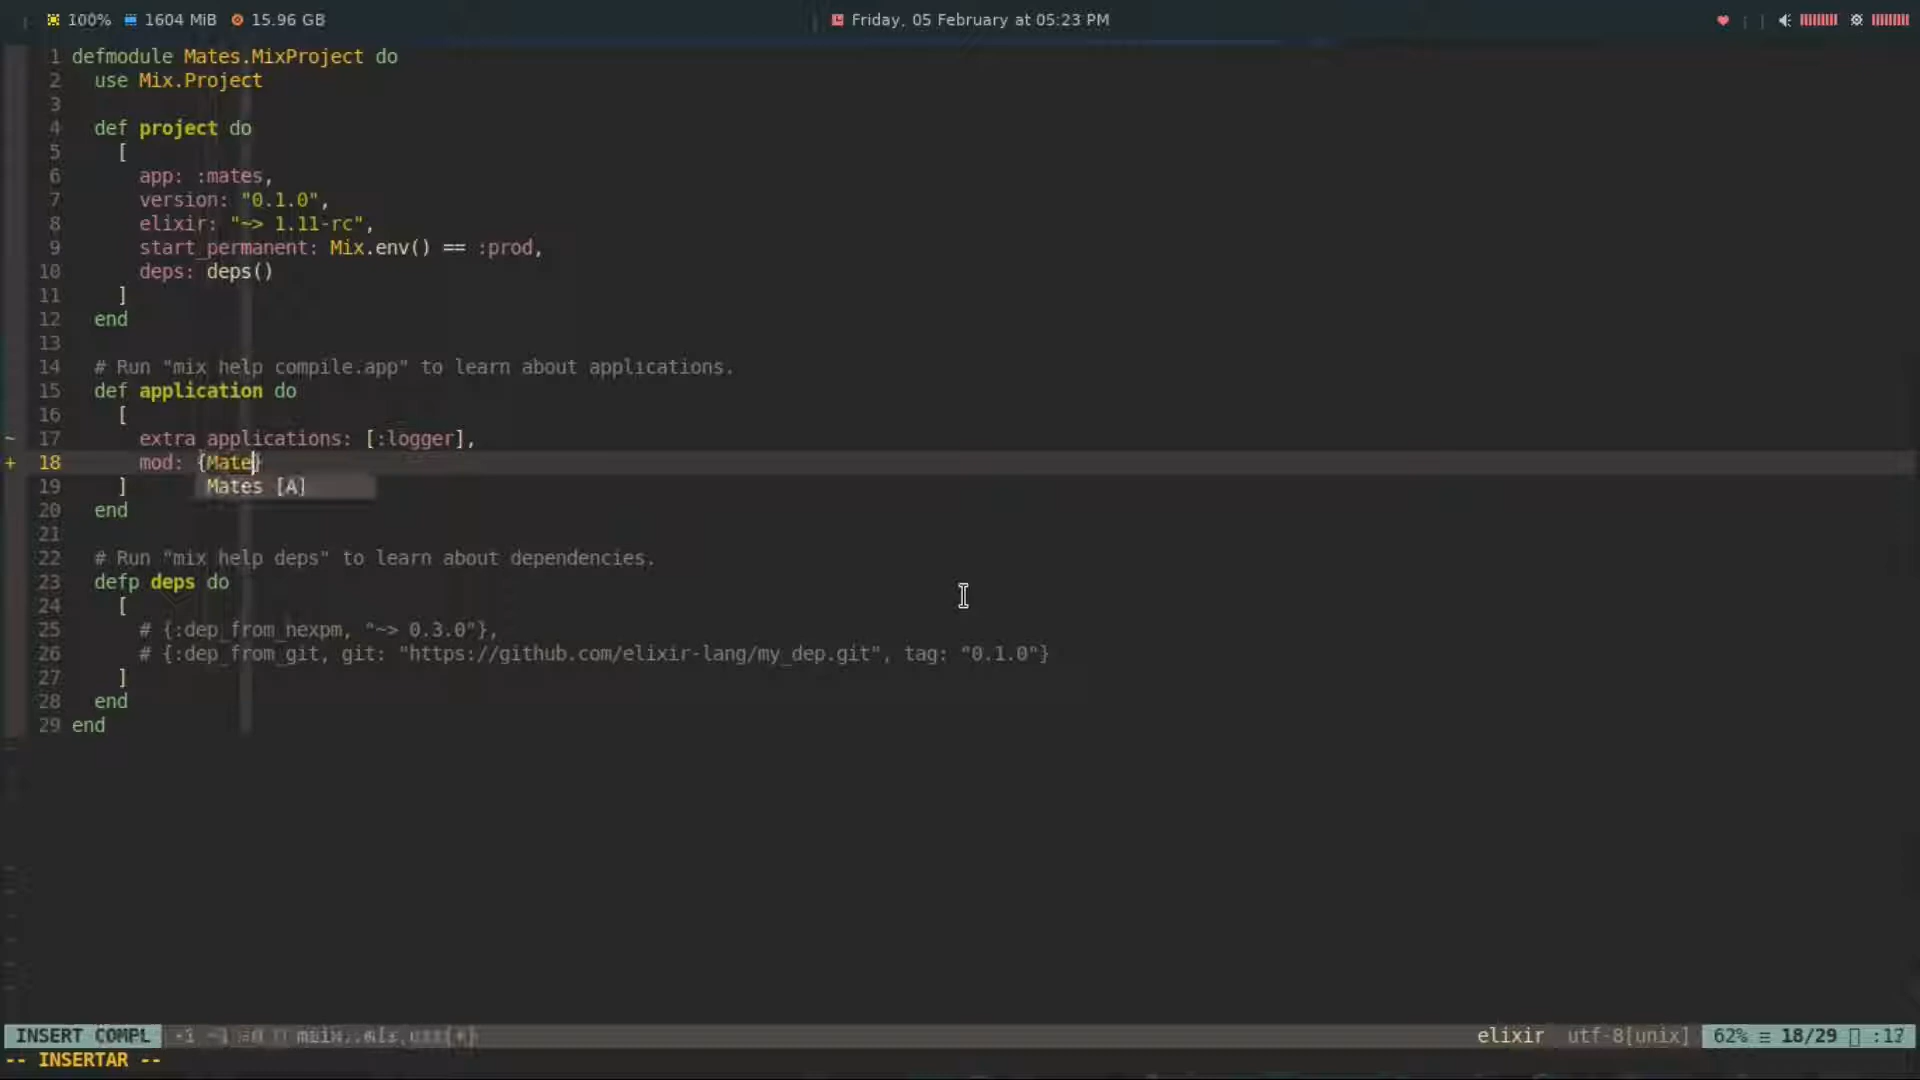 100% 1604 MiB 15.96 GB Friday, 05 February at 05:23 PM
1 defmodule Mates.MixProject do
2 use Mix.Project
3
4 def project do
5 [
6 app: :mates,
7 version: "0.1.0",
8 elixir: "~> 1.11-rc",
9 start_permanent: Mix.env() == :prod,
10 deps: deps()
11 ]
12 end
13
14 # Run "mix help compile.app" to learn about applications.
15 def application do
16 [
~ 17 extra_applications: [:logger],
+ 18 mod: {Mate}
19 ] Mates [A]
20 end
21
22 # Run "mix help deps" to learn about dependencies.
23 defp deps do
24 [
25 # {:dep_from_hexpm, "~> 0.3.0"},
26 # {:dep_from_git, git: "https://github.com/elixir-lang/my_dep.git", tag: "0.1.0"}
27 ]
28 end
29 end
INSERT COMPL elixir utf-8[unix] 62% ≡ 18/29 :17
-- INSERTAR --